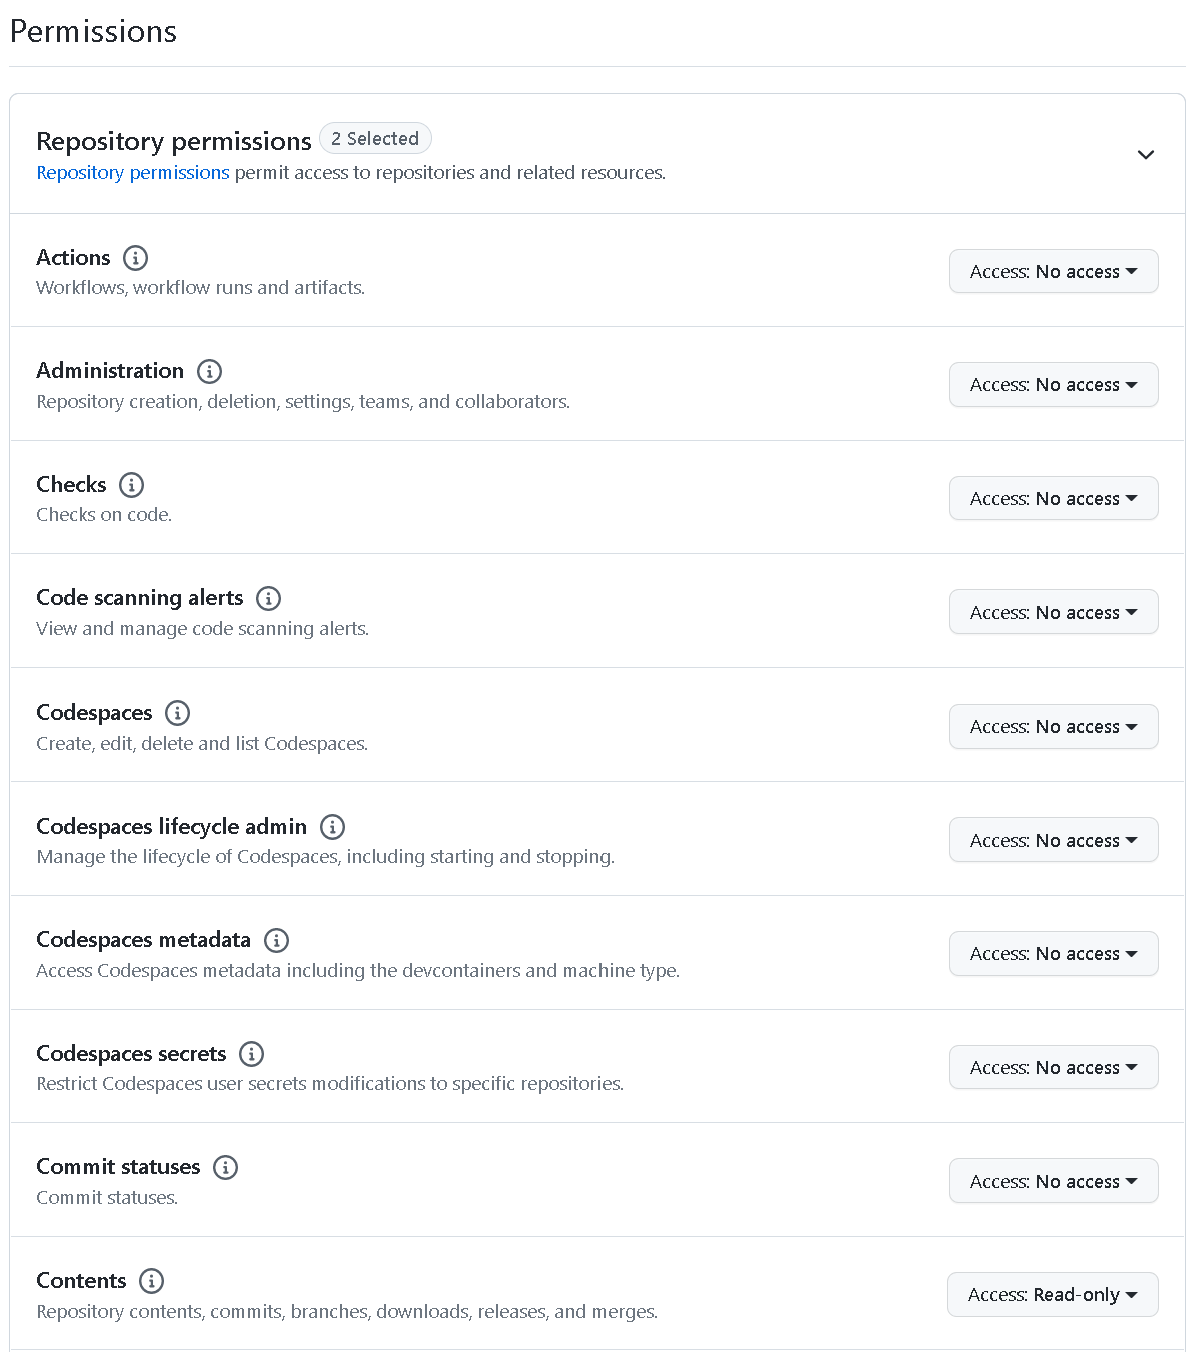 Permissions
Repository permissions 2 Selected
Repository permissions permit access to repositories and related resources.
Actions
Access: No access
Workflows, workflow runs and artifacts.
Administration
Access: No access
Repository creation, deletion, settings, teams, and collaborators.
Checks
Access: No access
Checks on code.
Code scanning alerts
Access: No access
View and manage code scanning alerts.
Codespaces
Access: No access
Create, edit, delete and list Codespaces.
Codespaces lifecycle admin
Access: No access
Manage the lifecycle of Codespaces, including starting and stopping.
Codespaces metadata
Access: No access
Access Codespaces metadata including the devcontainers and machine type.
Codespaces secrets
Access: No access
Restrict Codespaces user secrets modifications to specific repositories.
Commit statuses
Access: No access
Commit statuses.
Contents
Access: Read-only
Repository contents, commits, branches, downloads, releases, and merges.